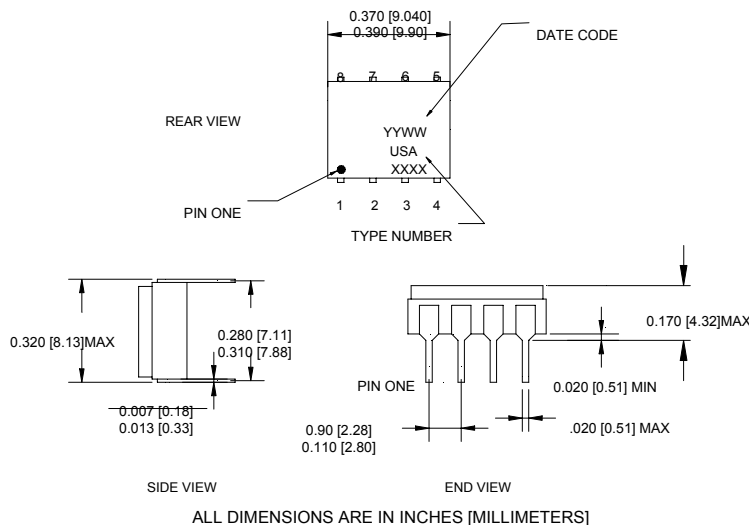 0.370 [9.040]
0.390 [9.90]
DATE CODE
8 7 6 5
REAR VIEW
YYWW
USA
XXXX
PIN ONE
1 2 3 4
TYPE NUMBER
0.320 [8.13]MAX
0.280 [7.11]
0.310 [7.88]
0.007 [0.18]
0.013 [0.33]
0.170 [4.32]MAX
PIN ONE
0.020 [0.51] MIN
0.90 [2.28]
0.110 [2.80]
.020 [0.51] MAX
SIDE VIEW
END VIEW
ALL DIMENSIONS ARE IN INCHES [MILLIMETERS]